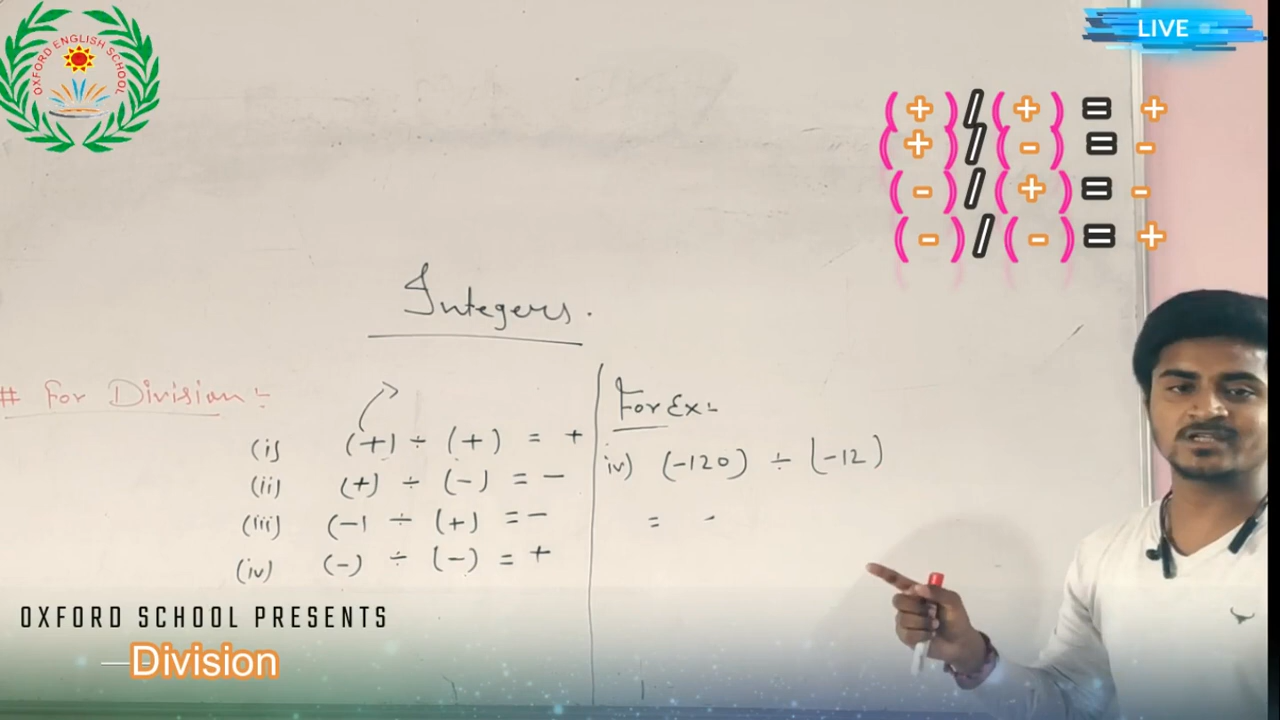 OXFORD ENGLISH SCHOOL
LIVE
(+)/(+) = +
(+)/(-) = -
(-)/(+) = -
(-)/(-) = +
Integers.
# For Division:-
(i) (+) ÷ (+) = +
(ii) (+) ÷ (-) = -
(iii) (-) ÷ (+) = -
(iv) (-) ÷ (-) = +
For Ex:-
iv) (-120) ÷ (-12)
= -
OXFORD SCHOOL PRESENTS
Division